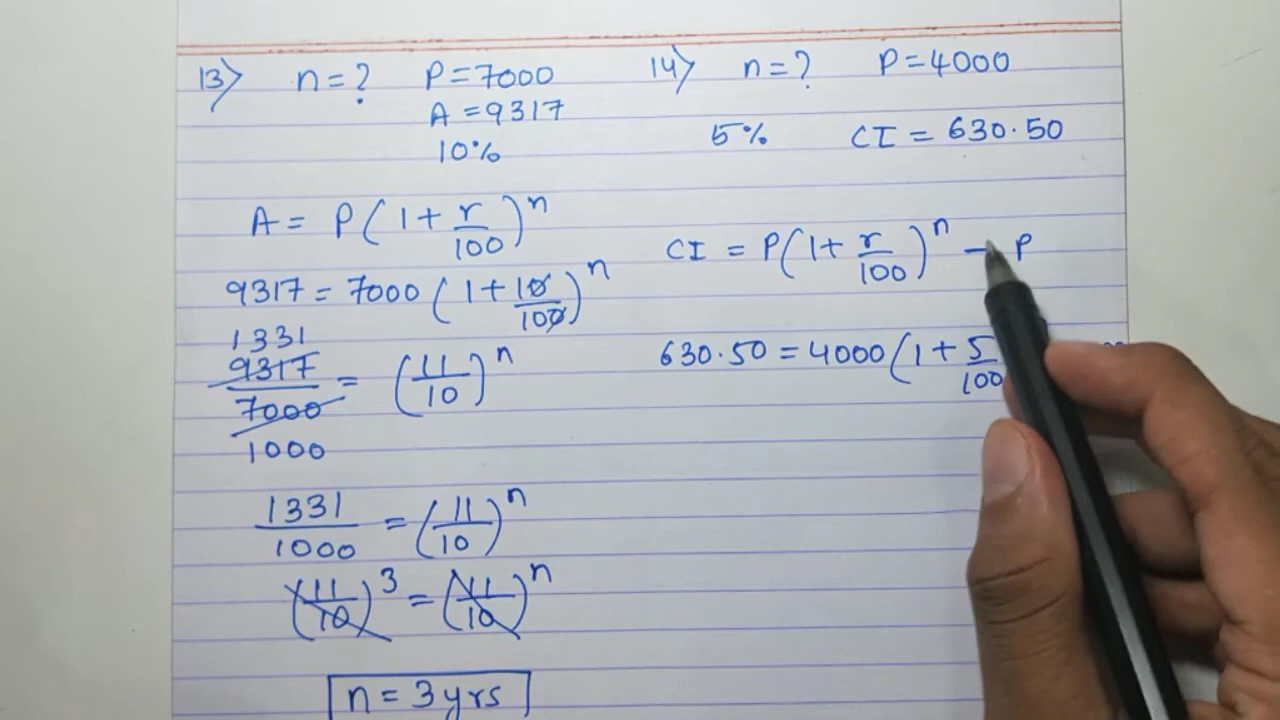 13) n = ? P = 7000
A = 9317
10%
A = P(1 + r/100)^n
9317 = 7000 (1 + 10/100)^n
1331
9317/7000 = (11/10)^n
1000
1331/1000 = (11/10)^n
(11/10)^3 = (11/10)^n
n = 3 yrs
14) n = ? P = 4000
5% CI = 630.50
CI = P(1 + r/100)^n - P
630.50 = 4000 (1 + 5/100